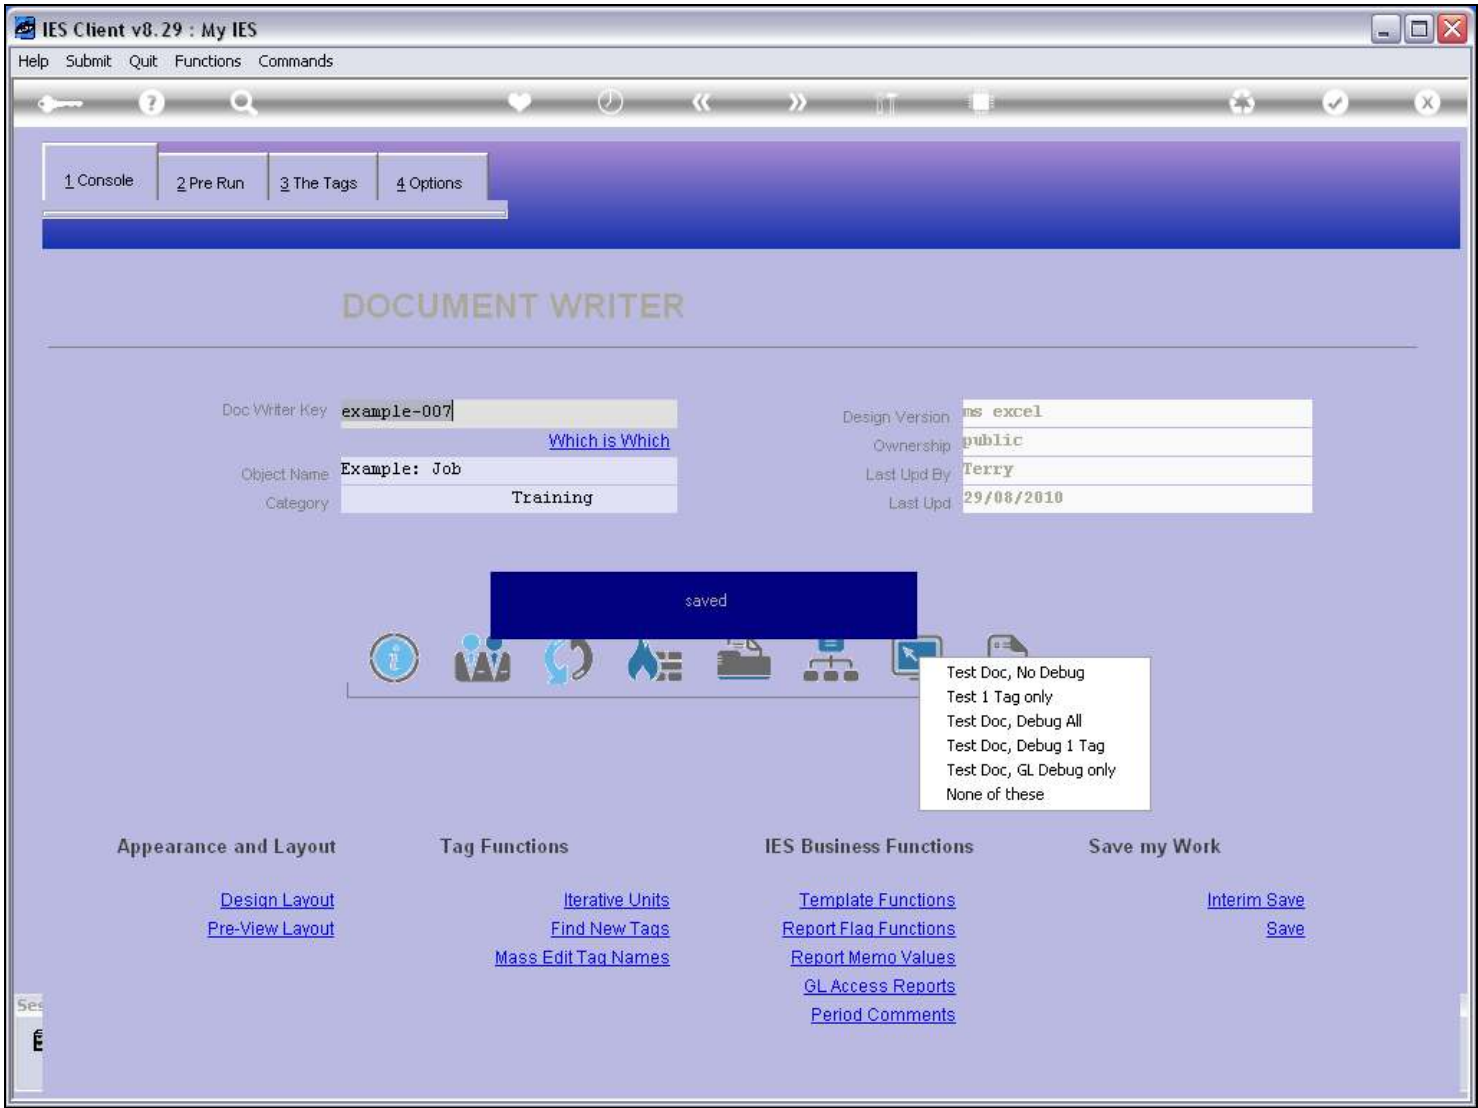 IES Client v8.29 : My IES
Help Submit Quit Functions Commands
1 Console 2 Pre Run 3 The Tags 4 Options
DOCUMENT WRITER
Doc Writer Key example-007
Which is Which
Object Name Example: Job
Category Training
Design Version ms excel
Ownership public
Last Upd By Terry
Last Upd 29/08/2010
saved
Test Doc, No Debug
Test 1 Tag only
Test Doc, Debug All
Test Doc, Debug 1 Tag
Test Doc, GL Debug only
None of these
Appearance and Layout
Design Layout
Pre-View Layout
Tag Functions
Iterative Units
Find New Tags
Mass Edit Tag Names
IES Business Functions
Template Functions
Report Flag Functions
Report Memo Values
GL Access Reports
Period Comments
Save my Work
Interim Save
Save